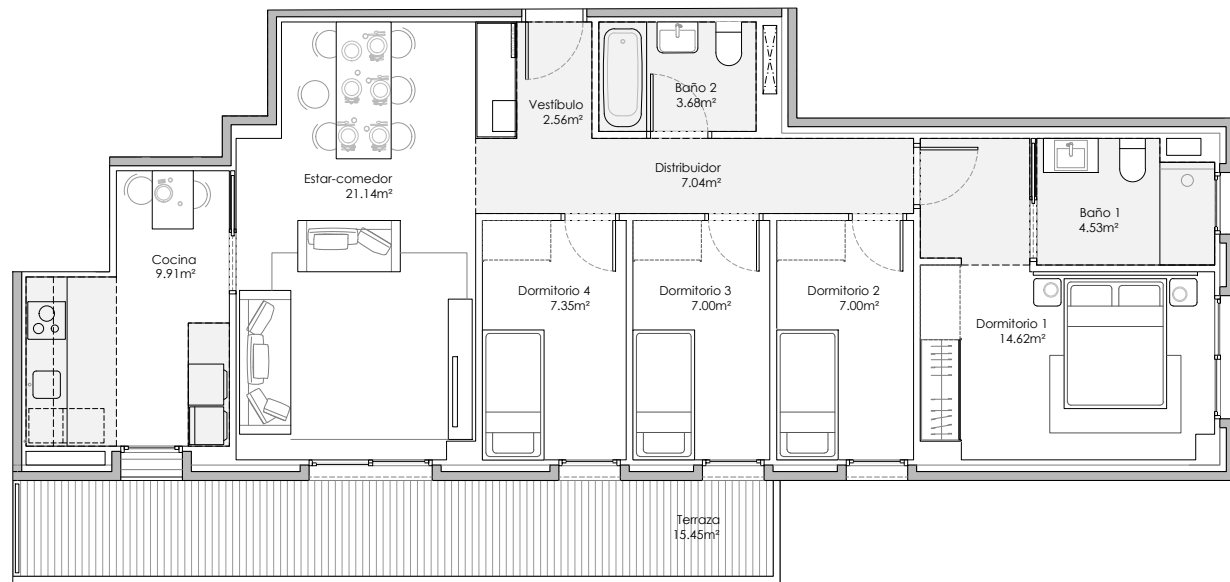 Baño 2
3.68m²
Vestíbulo
2.56m²
Estar-comedor
21.14m²
Distribuidor
7.04m²
Baño 1
4.53m²
Cocina
9.91m²
Dormitorio 4
7.35m²
Dormitorio 3
7.00m²
Dormitorio 2
7.00m²
Dormitorio 1
14.62m²
Terraza
15.45m²